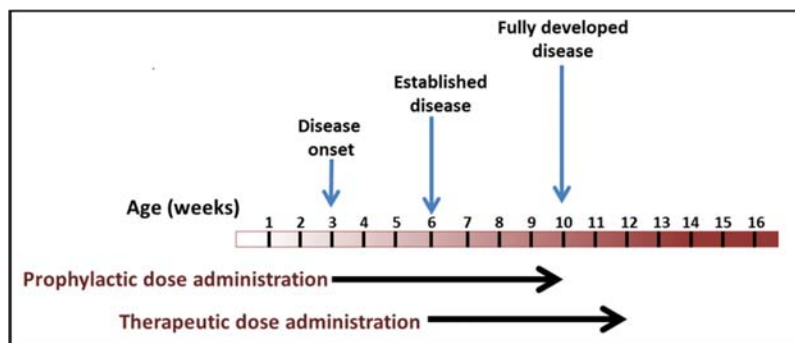 Fully developed
disease
Established
disease
Disease
onset
Age (weeks)
1 2 3 4 5 6 7 8 9 10 11 12 13 14 15 16
Prophylactic dose administration
Therapeutic dose administration